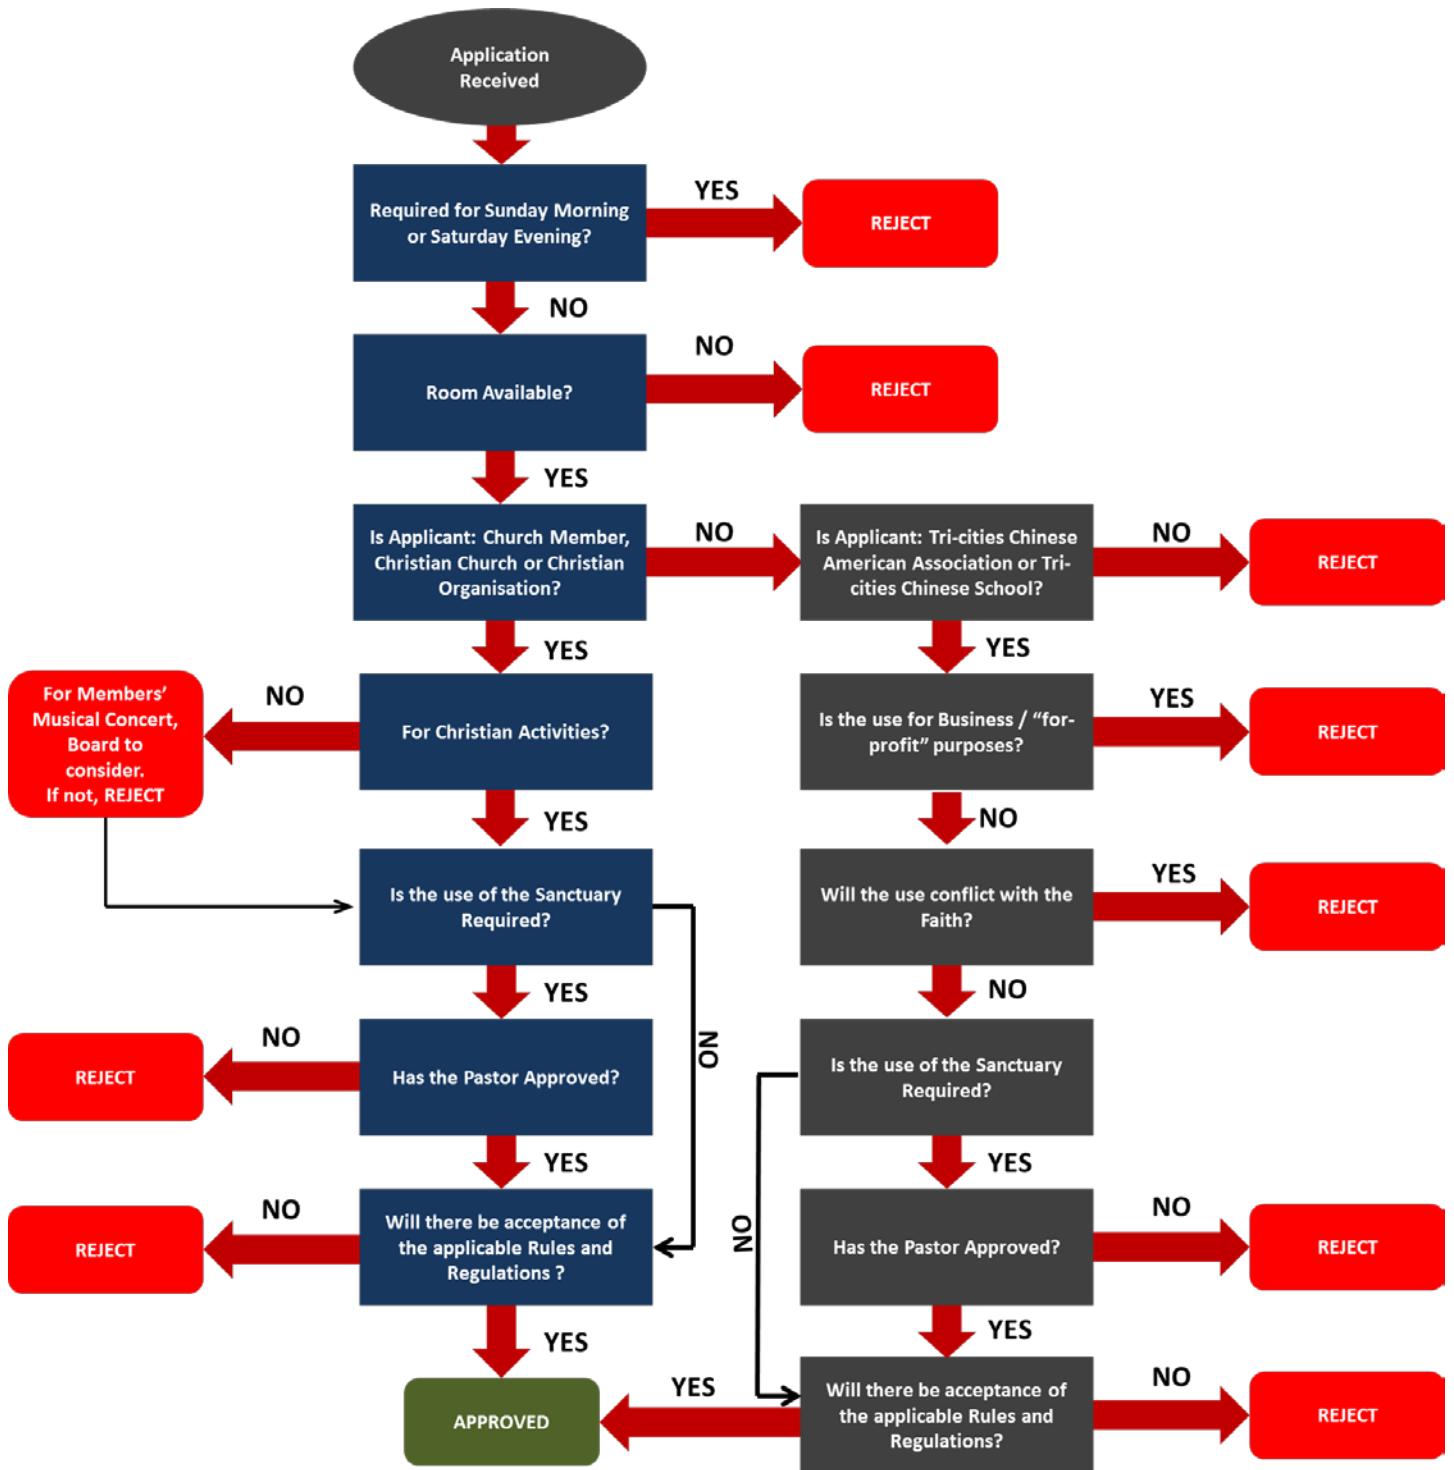 Application
Received
Required for Sunday Morning
or Saturday Evening?
YES
REJECT
NO
Room Available?
NO
REJECT
YES
Is Applicant: Church Member,
Christian Church or Christian
Organisation?
NO
Is Applicant: Tri-cities Chinese
American Association or Tri-
cities Chinese School?
NO
REJECT
YES
YES
For Members’
Musical Concert,
Board to
consider.
If not, REJECT
NO
For Christian Activities?
Is the use for Business / “for-
profit” purposes?
YES
REJECT
YES
NO
Is the use of the Sanctuary
Required?
Will the use conflict with the
Faith?
YES
REJECT
YES
NO
NO
REJECT
NO
Has the Pastor Approved?
Is the use of the Sanctuary
Required?
YES
YES
REJECT
NO
Will there be acceptance of
the applicable Rules and
Regulations ?
NO
Has the Pastor Approved?
NO
REJECT
YES
YES
APPROVED
YES
Will there be acceptance of
the applicable Rules and
Regulations?
NO
REJECT